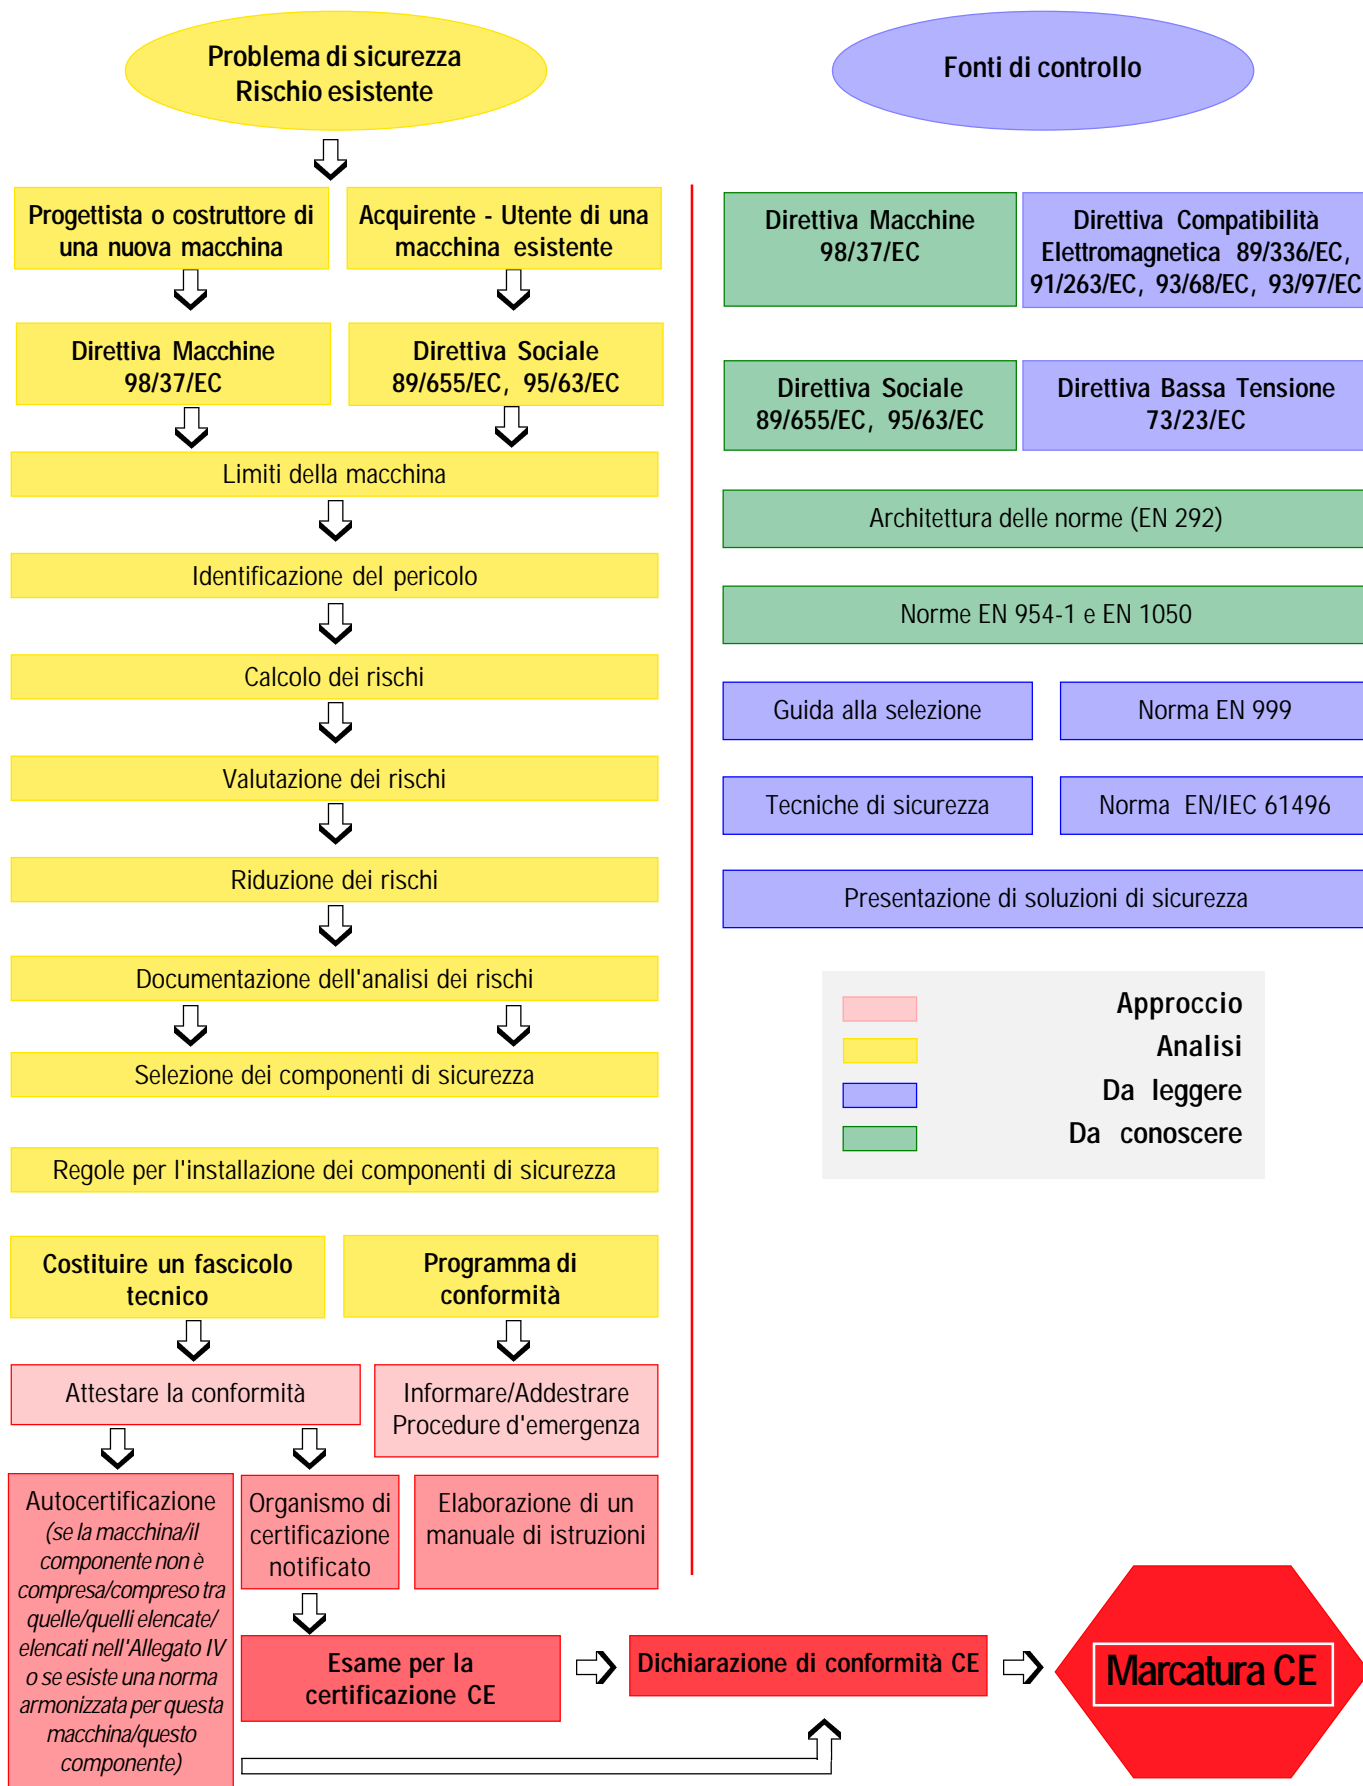 Problema di sicurezza
Rischio esistente
Progettista o costruttore di
una nuova macchina
Acquirente - Utente di una
macchina esistente
Direttiva Macchine
98/37/EC
Direttiva Sociale
89/655/EC, 95/63/EC
Limiti della macchina
Identificazione del pericolo
Calcolo dei rischi
Valutazione dei rischi
Riduzione dei rischi
Documentazione dell'analisi dei rischi
Selezione dei componenti di sicurezza
Regole per l'installazione dei componenti di sicurezza
Costituire un fascicolo
tecnico
Programma di
conformità
Attestare la conformità
Informare/Addestrare
Procedure d'emergenza
Autocertificazione
(se la macchina/il
componente non è
compresa/compreso tra
quelle/quelli elencate/
elencati nell'Allegato IV
o se esiste una norma
armonizzata per questa
macchina/questo
componente)
Organismo di
certificazione
notificato
Elaborazione di un
manuale di istruzioni
Esame per la
certificazione CE
Dichiarazione di conformità CE
Marcatura CE
Fonti di controllo
Direttiva Macchine
98/37/EC
Direttiva Compatibilità
Elettromagnetica 89/336/EC,
91/263/EC, 93/68/EC, 93/97/EC
Direttiva Sociale
89/655/EC, 95/63/EC
Direttiva Bassa Tensione
73/23/EC
Architettura delle norme (EN 292)
Norme EN 954-1 e EN 1050
Guida alla selezione
Norma EN 999
Tecniche di sicurezza
Norma EN/IEC 61496
Presentazione di soluzioni di sicurezza
Approccio
Analisi
Da leggere
Da conoscere